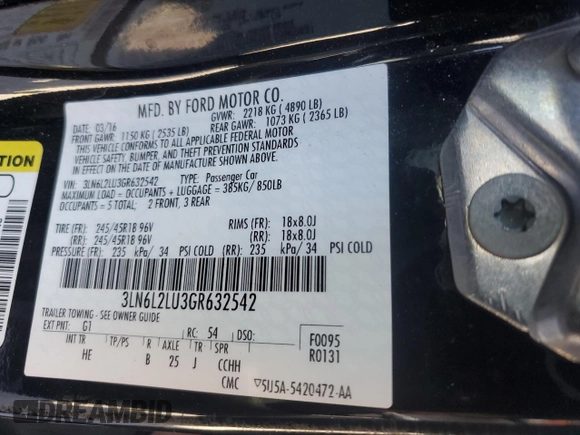 MFD. BY FORD MOTOR CO.
DATE: 03/16 GVWR: 2218 KG ( 4890 LB)
FRONT GAWR: 1150 KG ( 2535 LB) REAR GAWR: 1073 KG ( 2365 LB)
THIS VEHICLE CONFORMS TO ALL APPLICABLE FEDERAL MOTOR
VEHICLE SAFETY, BUMPER, AND THEFT PREVENTION STANDARDS
IN EFFECT ON THE DATE OF MANUFACTURE SHOWN ABOVE.
VIN: 3LN6L2LU3GR632542 TYPE: Passenger Car
MAXIMUM LOAD = OCCUPANTS + LUGGAGE = 385KG/850LB
OCCUPANTS = 5 TOTAL: 2 FRONT, 3 REAR
TIRE (FR): 245/45R18 96V RIMS (FR): 18x8.0J
(RR): 245/45R18 96V (RR): 18x8.0J
PRESSURE (FR): 235 kPa/ 34 PSI COLD (RR): 235 kPa/ 34 PSI COLD
3LN6L2LU3GR632542
TRAILER TOWING - SEE OWNER GUIDE
EXT PNT: G1 RC: 54 DSO: F0095
INT TR TP/PS R AXLE TR SPR R0131
HE B 25 J CCHH
CMC ▽5U5A-5420472-AA
TION
DREAMBID